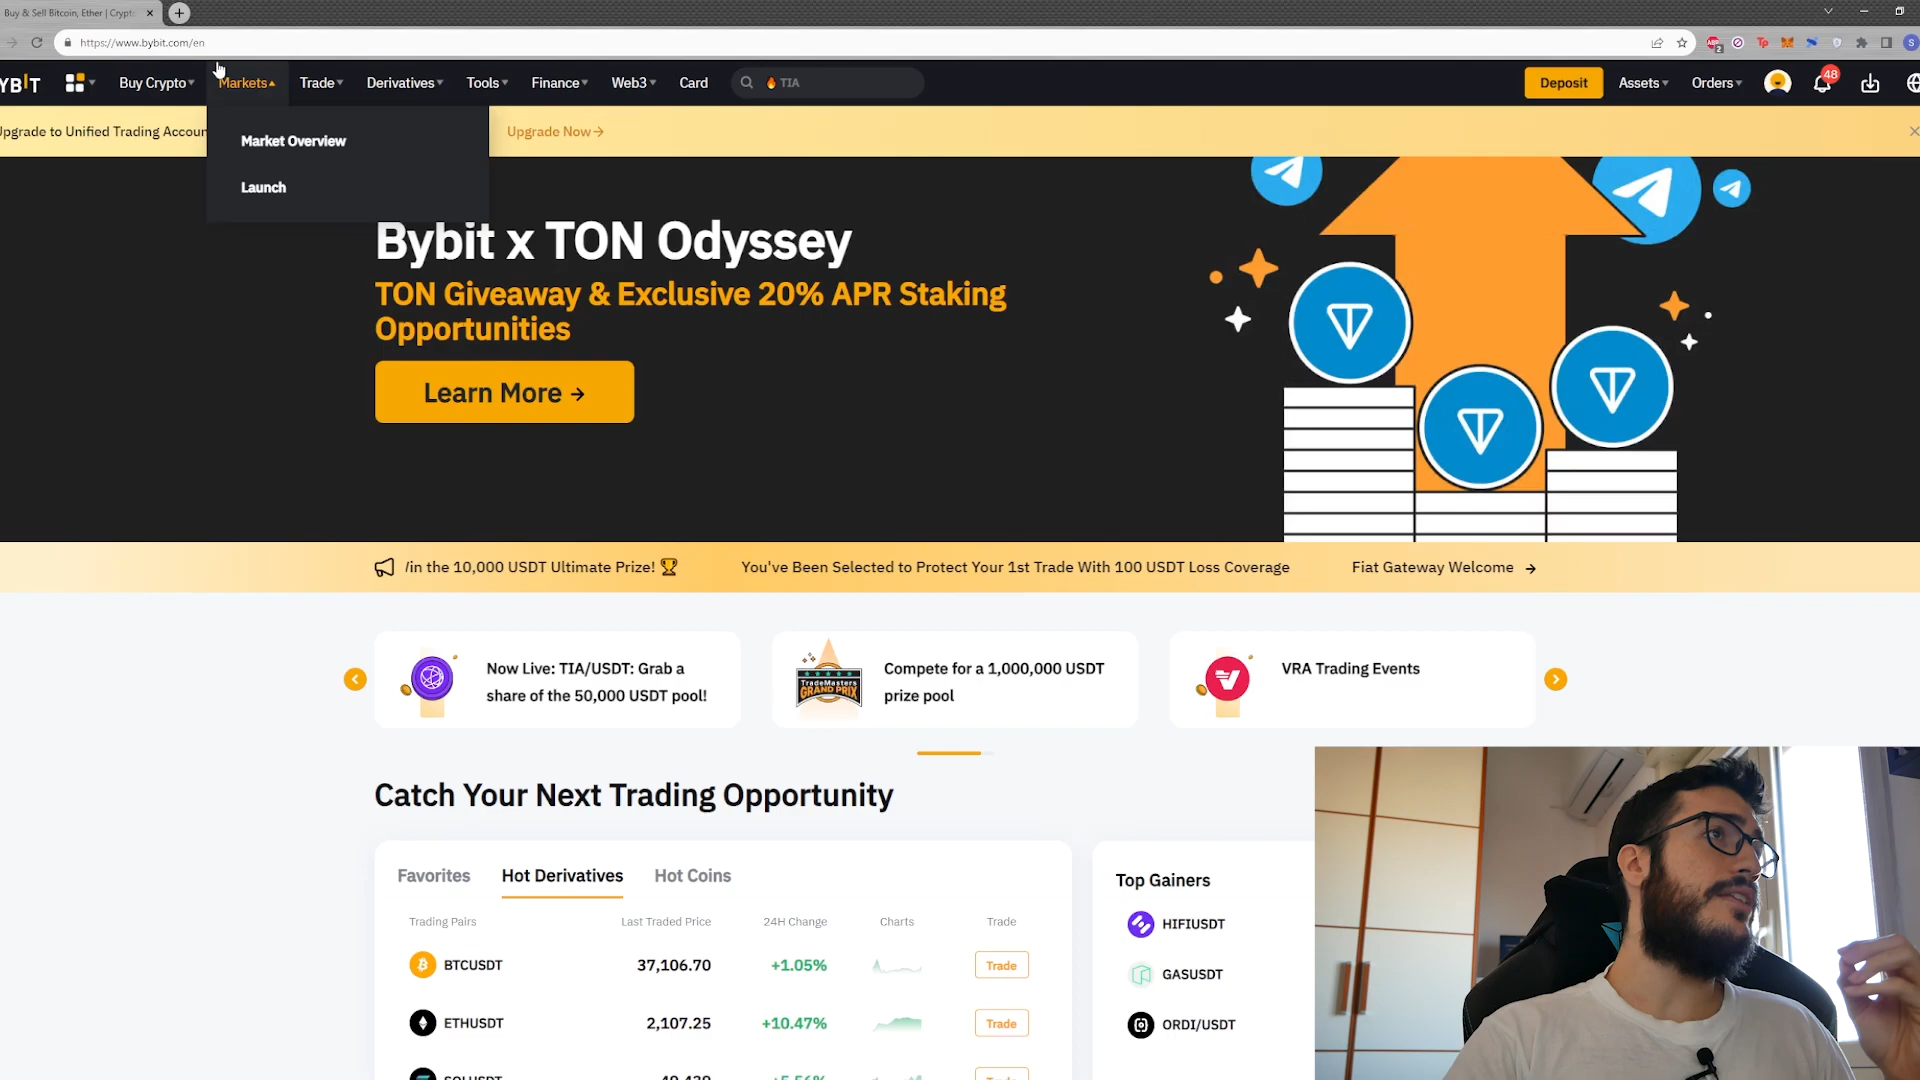 Buy & Sell Bitcoin, Ether | Crypt
https://www.bybit.com/en
YBIT
Buy Crypto
Markets
Trade
Derivatives
Tools
Finance
Web3
Card
TIA
Deposit
Assets
Orders
48
Upgrade to Unified Trading Accoun
Upgrade Now
Market Overview
Launch
Bybit x TON Odyssey
TON Giveaway & Exclusive 20% APR Staking
Opportunities
Learn More
/in the 10,000 USDT Ultimate Prize!
You've Been Selected to Protect Your 1st Trade With 100 USDT Loss Coverage
Fiat Gateway Welcome
Now Live: TIA/USDT: Grab a
share of the 50,000 USDT pool!
TradeMasters
GRAND PRIX
Compete for a 1,000,000 USDT
prize pool
VRA Trading Events
Catch Your Next Trading Opportunity
Favorites
Hot Derivatives
Hot Coins
Trading Pairs
Last Traded Price
24H Change
Charts
Trade
BTCUSDT
37,106.70
+1.05%
Trade
ETHUSDT
2,107.25
+10.47%
Trade
Top Gainers
HIFIUSDT
GASUSDT
ORDI/USDT